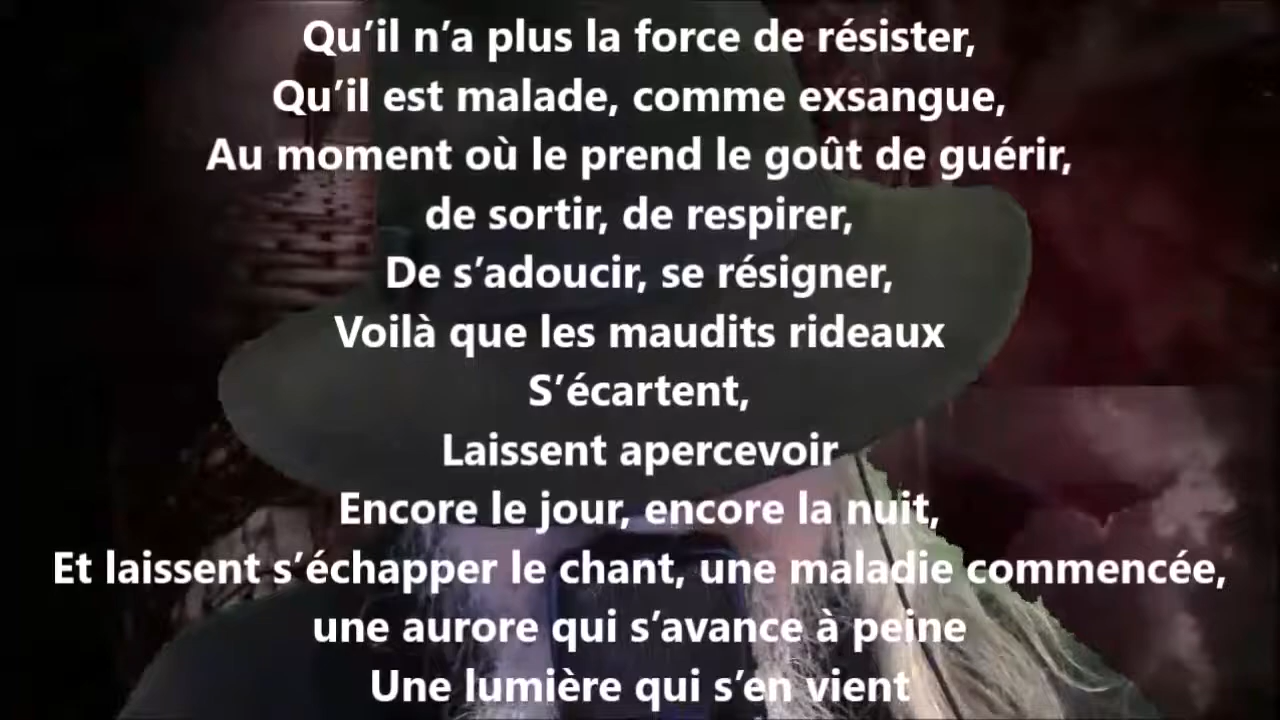 Qu’il n’a plus la force de résister,
Qu’il est malade, comme exsangue,
Au moment où le prend le goût de guérir,
de sortir, de respirer,
De s’adoucir, se résigner,
Voilà que les maudits rideaux
S’écartent,
Laissent apercevoir
Encore le jour, encore la nuit,
Et laissent s’échapper le chant, une maladie commencée,
une aurore qui s’avance à peine
Une lumière qui s’en vient